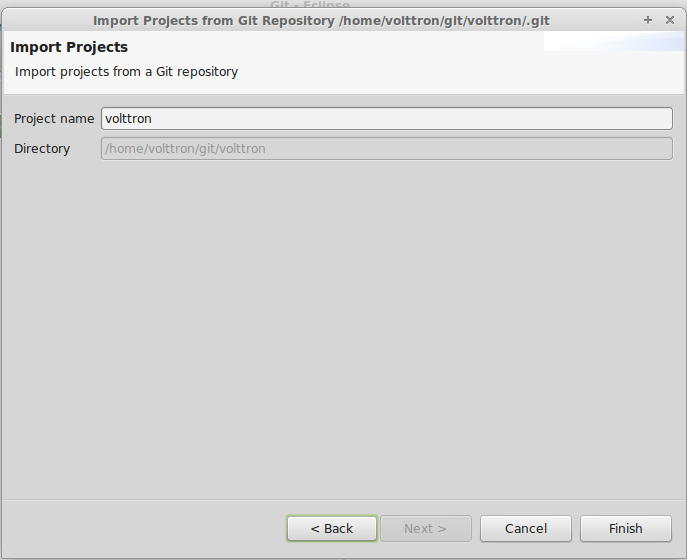 Git - Eclipse
Import Projects from Git Repository /home/volttron/git/volttron/.git
Import Projects
Import projects from a Git repository
Project name volttron
Directory /home/volttron/git/volttron
< Back Next > Cancel Finish